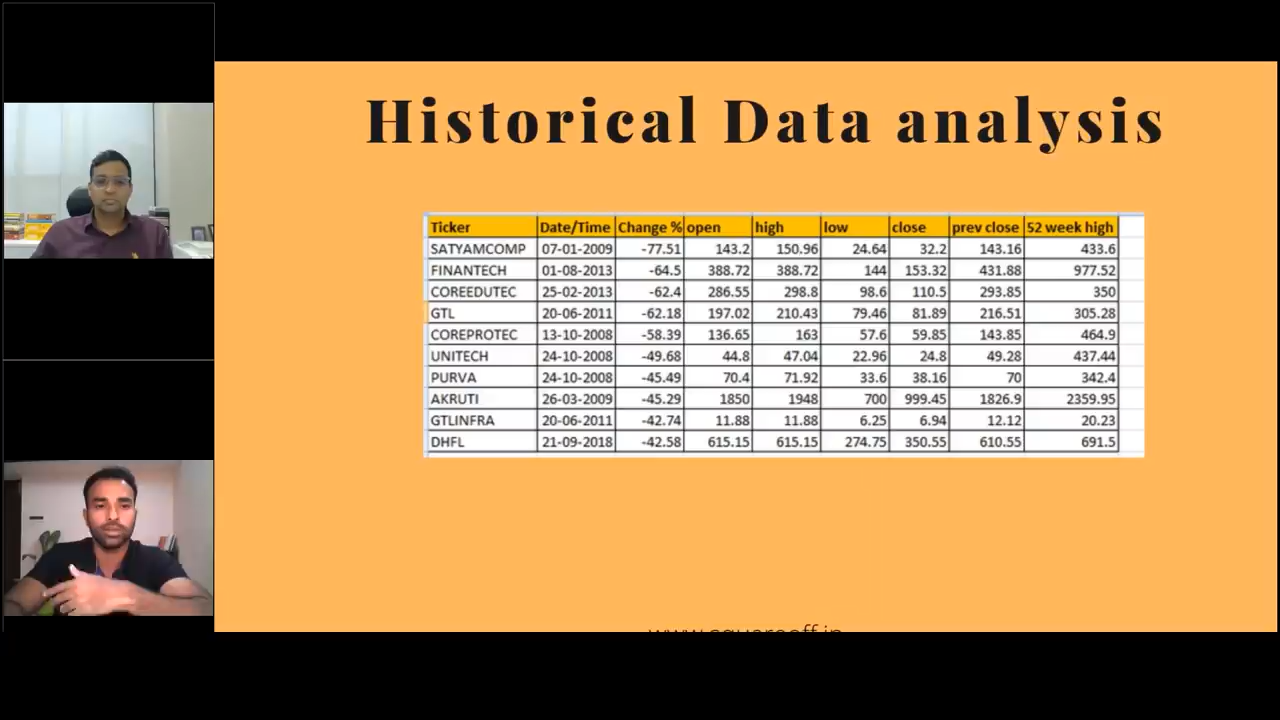 Historical Data analysis
Ticker Date/Time Change % open high low close prev close 52 week high
SATYAMCOMP 07-01-2009 -77.51 143.2 150.96 24.64 32.2 143.16 433.6
FINANTECH 01-08-2013 -64.5 388.72 388.72 144 153.32 431.88 977.52
COREEDUTEC 25-02-2013 -62.4 286.55 298.8 98.6 110.5 293.85 350
GTL 20-06-2011 -62.18 197.02 210.43 79.46 81.89 216.51 305.28
COREPROTEC 13-10-2008 -58.39 136.65 163 57.6 59.85 143.85 464.9
UNITECH 24-10-2008 -49.68 44.8 47.04 22.96 24.8 49.28 437.44
PURVA 24-10-2008 -45.49 70.4 71.92 33.6 38.16 70 342.4
AKRUTI 26-03-2009 -45.29 1850 1948 700 999.45 1826.9 2359.95
GTLINFRA 20-06-2011 -42.74 11.88 11.88 6.25 6.94 12.12 20.23
DHFL 21-09-2018 -42.58 615.15 615.15 274.75 350.55 610.55 691.5